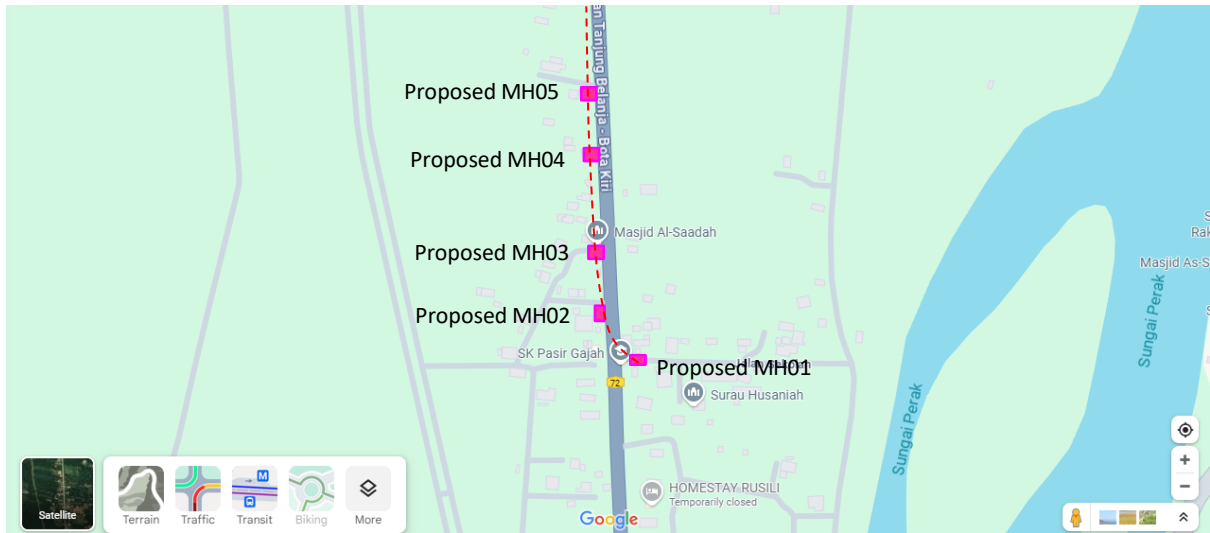 an Tanjung Belanja - Bota Kiri
Proposed MH05
Proposed MH04
Masjid Al-Saadah
Proposed MH03
Proposed MH02
SK Pasir Gajah
Proposed MH01
72
Surau Husaniah
HOMESTAY RUSILI
Temporarily closed
Google
Sungai Perak
Sungai Perak
S
Rak
Masjid As-S
S
Satellite
Terrain
Traffic
M
Transit
Biking
More